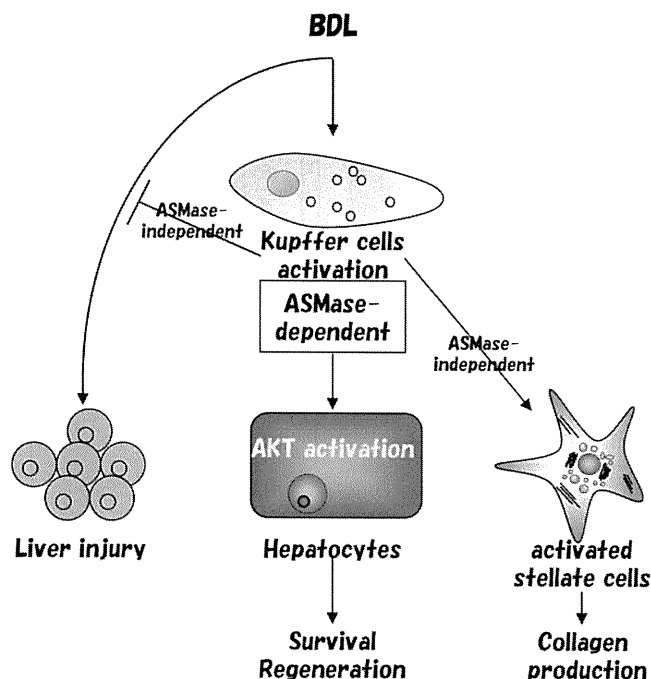 BDL
ASMase-
independent
Kupffer cells
activation
ASMase-
dependent
ASMase-
independent
AKT activation
Liver injury
Hepatocytes
activated
stellate cells
Survival
Regeneration
Collagen
production